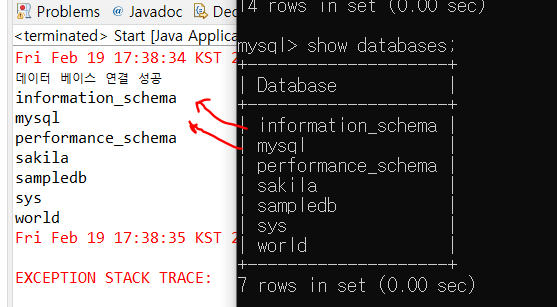 Problems @ Javadoc
<terminated> Start [Java Applica
Fri Feb 19 17:38:34 KST 2
데이터 베이스 연결 성공
information_schema
mysql
performance_schema
sakila
sampledb
sys
world
Fri Feb 19 17:38:35 KST 2
EXCEPTION STACK TRACE:
14 rows in set (0.00 sec)
mysql> show databases;
+--------------------+
| Database           |
+--------------------+
| information_schema |
| mysql              |
| performance_schema |
| sakila             |
| sampledb           |
| sys                |
| world              |
+--------------------+
7 rows in set (0.00 sec)